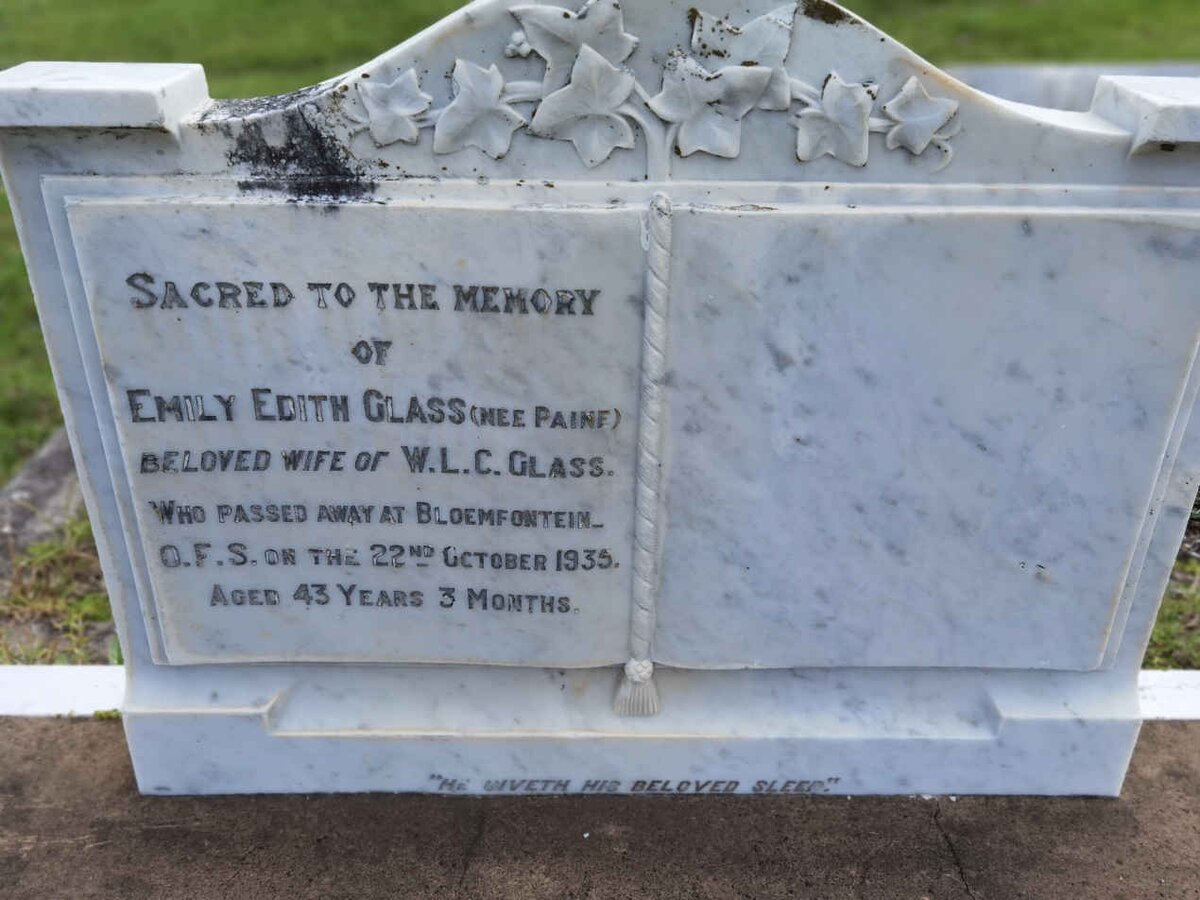 SACRED TO THE MEMORY
OF
EMILY EDITH GLASS (NEE PAINE)
BELOVED WIFE OF W.L.C. GLASS.
WHO PASSED AWAY AT BLOEMFONTEIN
O.F.S. ON THE 22ND OCTOBER 1935.
AGED 43 YEARS 3 MONTHS.
"HE GIVETH HIS BELOVED SLEEP."